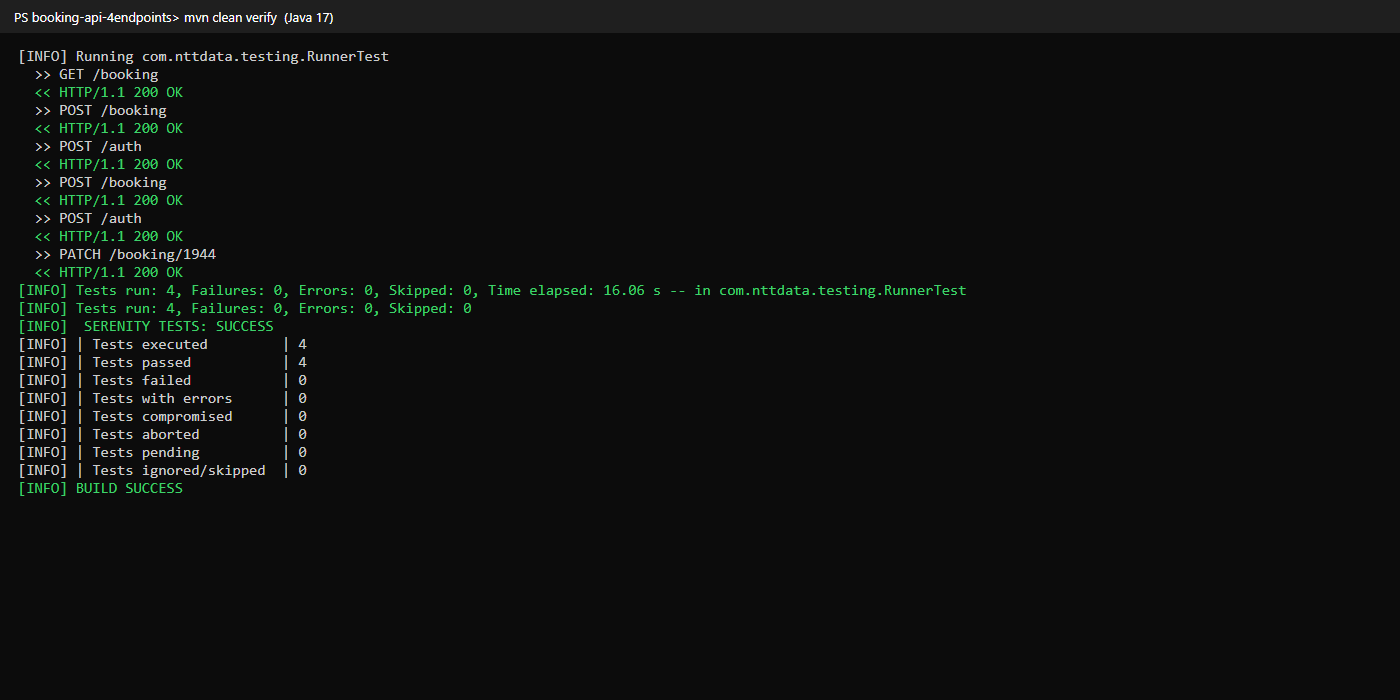 PS booking-api-4endpoints> mvn clean verify  (Java 17)
[INFO] Running com.nttdata.testing.RunnerTest
  >> GET /booking
  << HTTP/1.1 200 OK
  >> POST /booking
  << HTTP/1.1 200 OK
  >> POST /auth
  << HTTP/1.1 200 OK
  >> POST /booking
  << HTTP/1.1 200 OK
  >> POST /auth
  << HTTP/1.1 200 OK
  >> PATCH /booking/1944
  << HTTP/1.1 200 OK
[INFO] Tests run: 4, Failures: 0, Errors: 0, Skipped: 0, Time elapsed: 16.06 s -- in com.nttdata.testing.RunnerTest
[INFO] Tests run: 4, Failures: 0, Errors: 0, Skipped: 0
[INFO]  SERENITY TESTS: SUCCESS
[INFO] | Tests executed         | 4
[INFO] | Tests passed           | 4
[INFO] | Tests failed           | 0
[INFO] | Tests with errors      | 0
[INFO] | Tests compromised      | 0
[INFO] | Tests aborted          | 0
[INFO] | Tests pending          | 0
[INFO] | Tests ignored/skipped  | 0
[INFO] BUILD SUCCESS